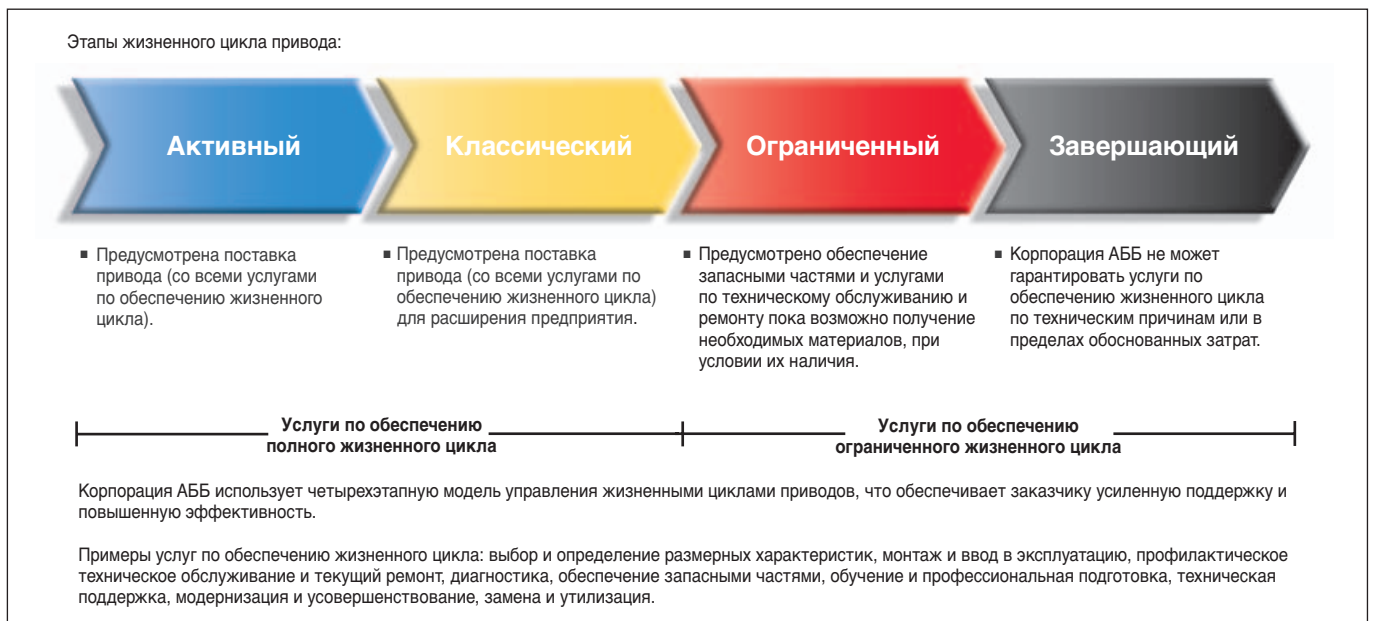 Этапы жизненного цикла привода:
Активный
Классический
Ограниченный
Завершающий
■ Предусмотрена поставка
привода (со всеми услугами
по обеспечению жизненного
цикла).
■ Предусмотрена поставка
привода (со всеми услугами по
обеспечению жизненного цикла)
для расширения предприятия.
■ Предусмотрено обеспечение
запасными частями и услугами
по техническому обслуживанию и
ремонту пока возможно получение
необходимых материалов, при
условии их наличия.
■ Корпорация АББ не может
гарантировать услуги по
обеспечению жизненного цикла
по техническим причинам или в
пределах обоснованных затрат.
Услуги по обеспечению
полного жизненного цикла
Услуги по обеспечению
ограниченного жизненного цикла
Корпорация АББ использует четырехэтапную модель управления жизненными циклами приводов, что обеспечивает заказчику усиленную поддержку и
повышенную эффективность.
Примеры услуг по обеспечению жизненного цикла: выбор и определение размерных характеристик, монтаж и ввод в эксплуатацию, профилактическое
техническое обслуживание и текущий ремонт, диагностика, обеспечение запасными частями, обучение и профессиональная подготовка, техническая
поддержка, модернизация и усовершенствование, замена и утилизация.